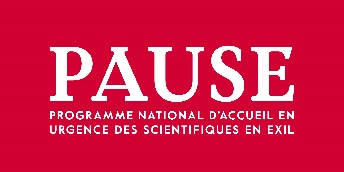 PAUSE
PROGRAMME NATIONAL D'ACCUEIL EN
URGENCE DES SCIENTIFIQUES EN EXIL